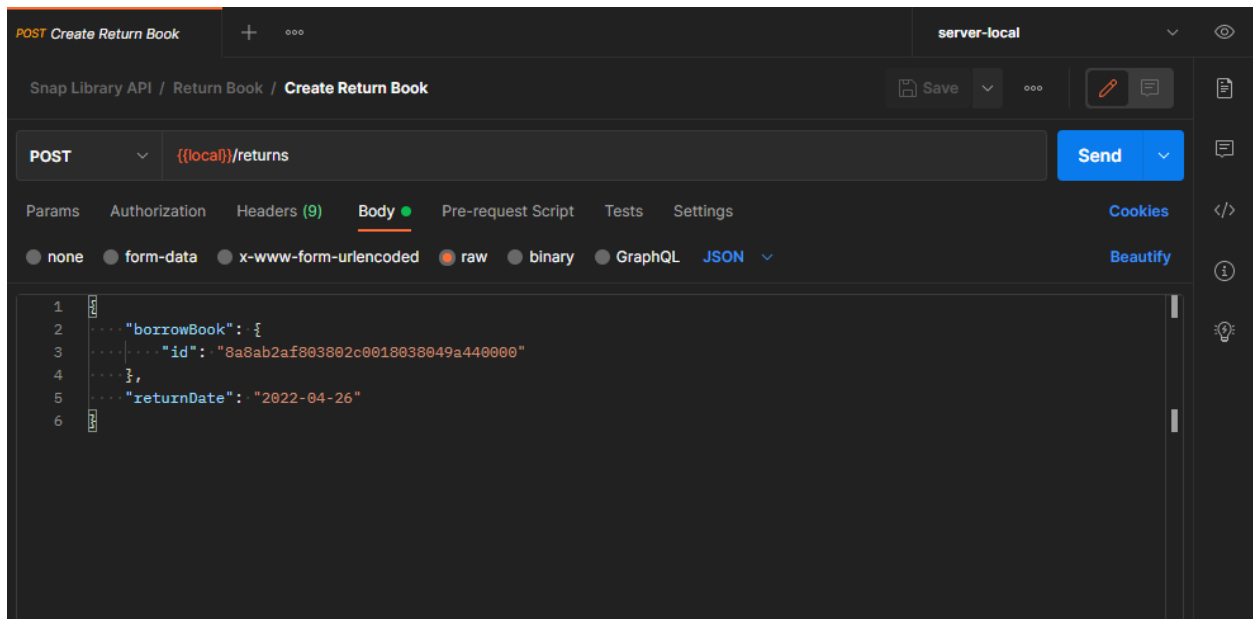 POST Create Return Book
server-local
Snap Library API / Return Book / Create Return Book
Save
POST {{local}}/returns Send
Params Authorization Headers (9) Body Pre-request Script Tests Settings Cookies
none form-data x-www-form-urlencoded raw binary GraphQL JSON Beautify
1 {
2 "borrowBook": {
3 "id": "8a8ab2af803802c0018038049a440000"
4 },
5 "returnDate": "2022-04-26"
6 }